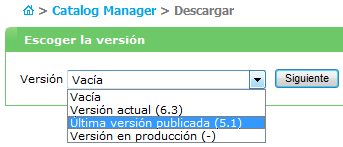 > Catalog Manager > Descargar
Escoger la versión
Versión Vacía Siguiente
Vacía
Versión actual (6.3)
Última versión publicada (5.1)
Versión en producción (-)